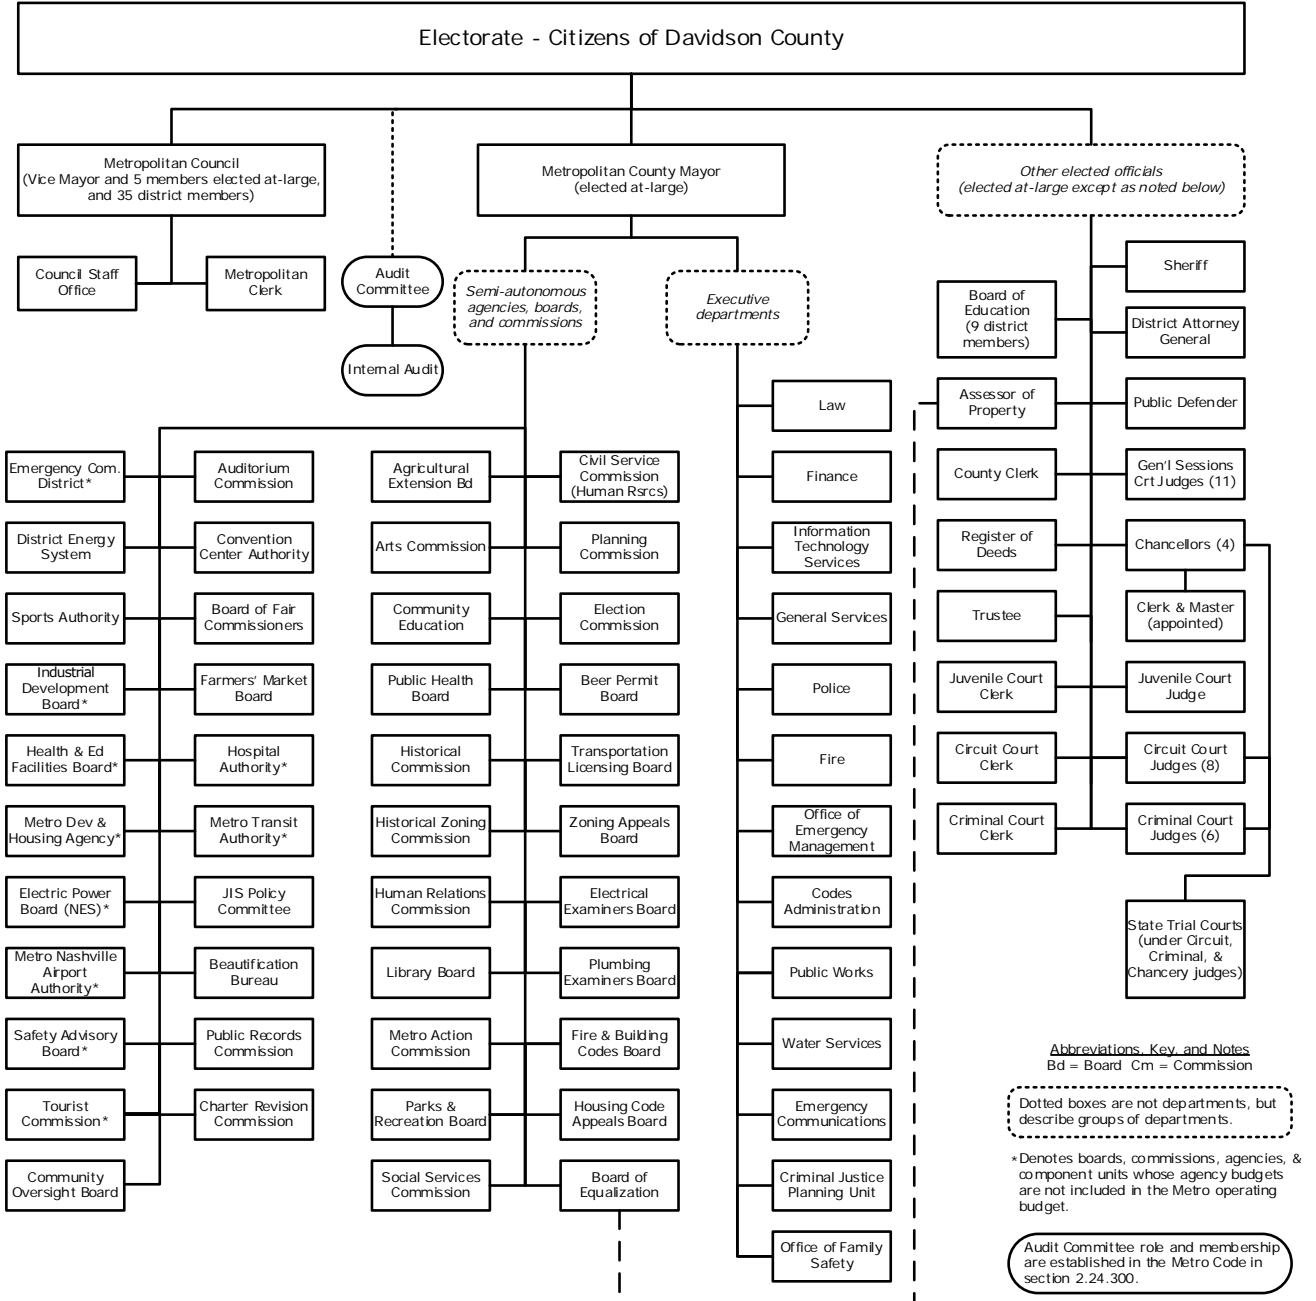 Electorate - Citizens of Davidson County
Metropolitan Council
(Vice Mayor and 5 members elected at-large,
and 35 district members)
Metropolitan County Mayor
(elected at-large)
Other elected officials
(elected at-large except as noted below)
Council Staff
Office
Metropolitan
Clerk
Audit
Committee
Internal Audit
Semi-autonomous
agencies, boards,
and commissions
Executive
departments
Emergency Com.
District*
District Energy
System
Sports Authority
Industrial
Development
Board*
Health & Ed
Facilities Board*
Metro Dev &
Housing Agency*
Electric Power
Board (NES)*
Metro Nashville
Airport
Authority*
Safety Advisory
Board*
Tourist
Commission*
Community
Oversight Board
Auditorium
Commission
Convention
Center Authority
Board of Fair
Commissioners
Farmers' Market
Board
Hospital
Authority*
Metro Transit
Authority*
JIS Policy
Committee
Beautification
Bureau
Public Records
Commission
Charter Revision
Commission
Agricultural
Extension Bd
Arts Commission
Community
Education
Public Health
Board
Historical
Commission
Historical Zoning
Commission
Human Relations
Commission
Library Board
Metro Action
Commission
Parks &
Recreation Board
Social Services
Commission
Civil Service
Commission
(Human Rsrcs)
Planning
Commission
Election
Commission
Beer Permit
Board
Transportation
Licensing Board
Zoning Appeals
Board
Electrical
Examiners Board
Plumbing
Examiners Board
Fire & Building
Codes Board
Housing Code
Appeals Board
Board of
Equalization
Law
Finance
Information
Technology
Services
General Services
Police
Fire
Office of
Emergency
Management
Codes
Administration
Public Works
Water Services
Emergency
Communications
Criminal Justice
Planning Unit
Office of Family
Safety
Board of
Education
(9 district
members)
Assessor of
Property
County Clerk
Register of
Deeds
Trustee
Juvenile Court
Clerk
Circuit Court
Clerk
Criminal Court
Clerk
Sheriff
District Attorney
General
Public Defender
Gen'l Sessions
Crt Judges (11)
Chancellors (4)
Clerk & Master
(appointed)
Juvenile Court
Judge
Circuit Court
Judges (8)
Criminal Court
Judges (6)
State Trial Courts
(under Circuit,
Criminal, &
Chancery judges)
Abbreviations, Key, and Notes
Bd = Board Cm = Commission
Dotted boxes are not departments, but
describe groups of departments.
*Denotes boards, commissions, agencies, &
component units whose agency budgets
are not included in the Metro operating
budget.
Audit Committee role and membership
are established in the Metro Code in
section 2.24.300.